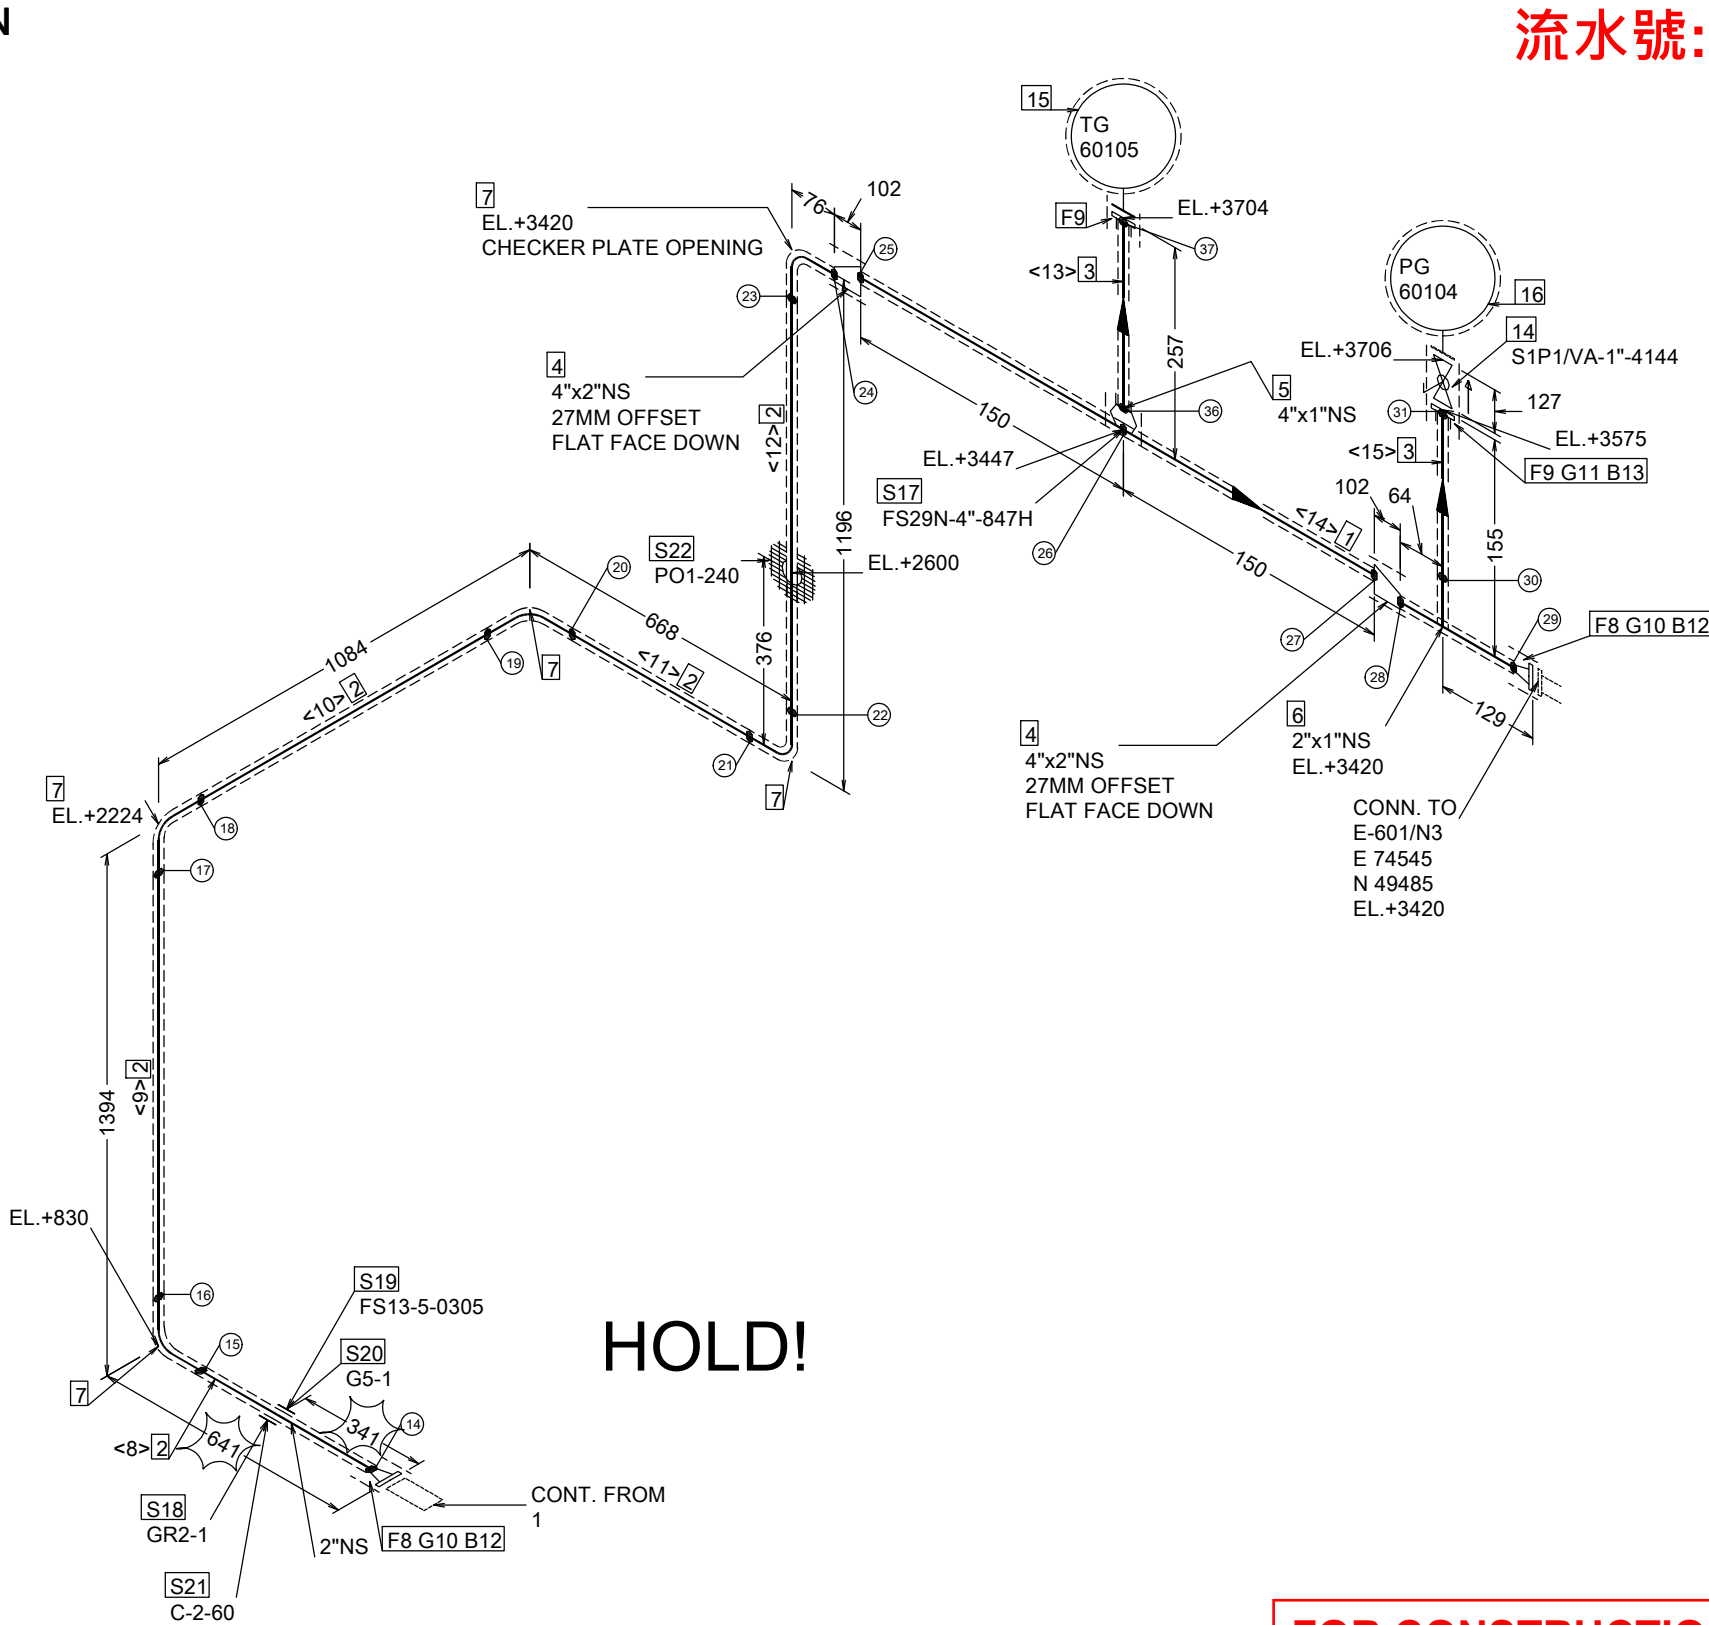 N
流水號:
15
TG
60105
F9
EL.+3704
37
<13> 3
257
7
EL.+3420
CHECKER PLATE OPENING
76
102
25
23
24
4
4"x2"NS
27MM OFFSET
FLAT FACE DOWN
<12> 2
1196
150
PG
60104
16
14
S1P1/VA-1"-4144
EL.+3706
127
31
EL.+3575
<15> 3
F9 G11 B13
5
4"x1"NS
36
EL.+3447
S17
FS29N-4"-847H
26
<14> 1
102
64
155
150
30
29
F8 G10 B12
27
28
129
S22
PO1-240
EL.+2600
376
20
668
<11> 2
19
7
1084
<10> 2
22
21
7
4
4"x2"NS
27MM OFFSET
FLAT FACE DOWN
6
2"x1"NS
EL.+3420
CONN. TO
E-601/N3
E 74545
N 49485
EL.+3420
7
EL.+2224
18
17
1394
<9> 2
EL.+830
16
15
7
S19
FS13-5-0305
S20
G5-1
HOLD!
341
14
641
<8> 2
S18
GR2-1
2"NS
F8 G10 B12
CONT. FROM
1
S21
C-2-60